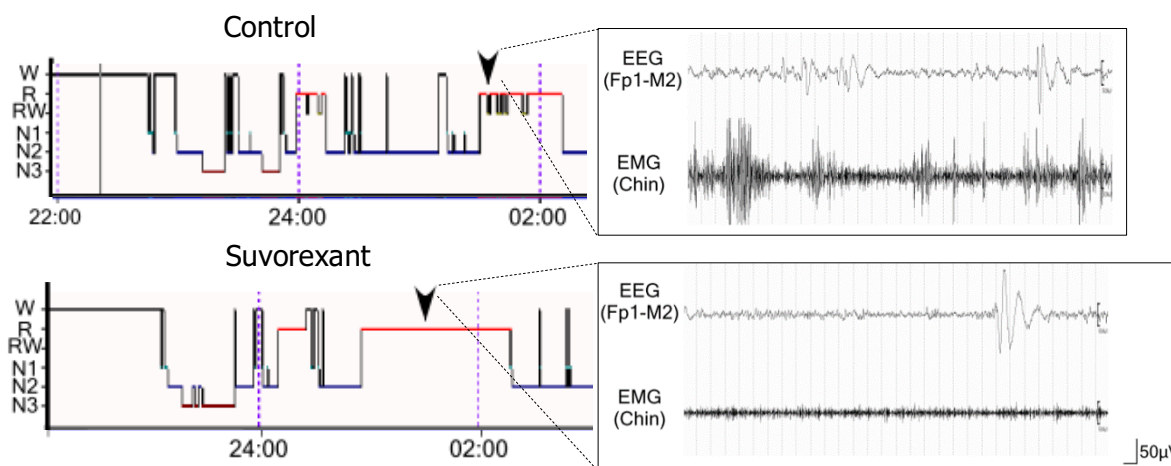 Control
W
R
RW
N1
N2
N3
22:00
24:00
02:00
EEG
(Fp1-M2)
EMG
(Chin)
Suvorexant
W
R
RW
N1
N2
N3
24:00
02:00
EEG
(Fp1-M2)
EMG
(Chin)
50µV